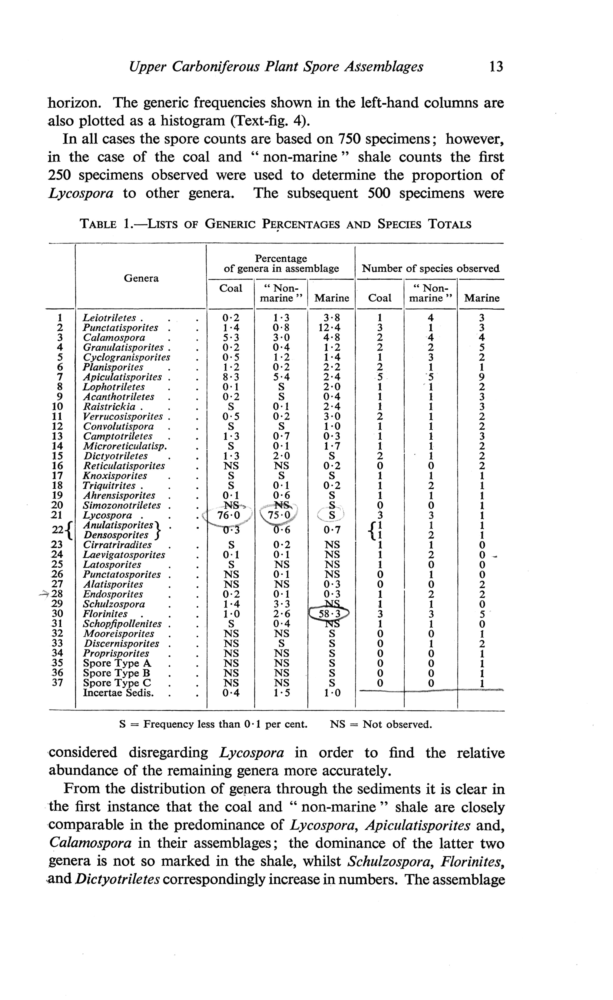 Upper Carboniferous Plant Spore Assemblages 13
horizon. The generic frequencies shown in the left-hand columns are
also plotted as a histogram (Text-fig. 4).
In all cases the spore counts are based on 750 specimens; however,
in the case of the coal and “ non-marine ” shale counts the first
250 specimens observed were used to determine the proportion of
Lycospora to other genera. The subsequent 500 specimens were
TABLE 1.—LISTS OF GENERIC PERCENTAGES AND SPECIES TOTALS
Genera
Percentage
of genera in assemblage
Number of species observed
Coal “ Non-marine ” Marine Coal “ Non-marine ” Marine
1 Leiotriletes . . . 0·2 1·3 3·8 1 4 3
2 Punctatisporites . . 1·4 0·8 12·4 3 1 3
3 Calamospora . . 5·3 3·0 4·8 2 4 4
4 Granulatisporites . . 0·2 0·4 1·2 2 2 5
5 Cyclogranisporites . 0·5 1·2 1·4 1 3 2
6 Planisporites . . 1·2 0·2 2·2 2 1 1
7 Apiculatisporites . . 8·3 5·4 2·4 5 5 9
8 Lophotriletes . . 0·1 S 2·0 1 1 2
9 Acanthotriletes . . 0·2 S 0·4 1 1 3
10 Raistrickia . . . S 0·1 2·4 1 1 3
11 Verrucosisporites . . 0·5 0·2 3·0 2 1 2
12 Convolutispora . . S S 1·0 1 1 2
13 Camptotriletes . . 1·3 0·7 0·3 1 1 3
14 Microreticulatisp. . S 0·1 1·7 1 1 2
15 Dictyotriletes . . 1·3 2·0 S 2 1 2
16 Reticulatisporites . NS NS 0·2 0 0 2
17 Knoxisporites . . S S S 1 1 1
18 Triquitrites . . . S 0·1 0·2 1 2 1
19 Ahrensisporites . . 0·1 0·6 S 1 1 1
20 Simozonotriletes . . NS NS S 0 0 1
21 Lycospora . . . 76·0 75·0 S 3 3 1
22 { Anulatisporites } . . 0·3 0·6 0·7 { 1 1 1
Densosporites 1 2 1
23 Cirratriradites . . S 0·2 NS 1 1 0
24 Laevigatosporites . 0·1 0·1 NS 1 2 0
25 Latosporites . . S NS NS 1 0 0
26 Punctatosporites . . NS 0·1 NS 0 1 0
27 Alatisporites . . NS NS 0·3 0 0 2
→ 28 Endosporites . . 0·2 0·1 0·3 1 2 2
29 Schulzospora . . 1·4 3·3 NS 1 1 0
30 Florinites . . . 1·0 2·6 58·3 3 3 5
31 Schopfipollenites . . S 0·4 NS 1 1 0
32 Mooreisporites . . NS NS S 0 0 1
33 Discernisporites . . NS S S 0 1 2
34 Proprisporites . . NS NS S 0 0 1
35 Spore Type A . . NS NS S 0 0 1
36 Spore Type B . . NS NS S 0 0 1
37 Spore Type C . . NS NS S 0 0 1
Incertae Sedis. . . 0·4 1·5 1·0
S = Frequency less than 0·1 per cent. NS = Not observed.
considered disregarding Lycospora in order to find the relative
abundance of the remaining genera more accurately.
From the distribution of genera through the sediments it is clear in
the first instance that the coal and “ non-marine ” shale are closely
comparable in the predominance of Lycospora, Apiculatisporites and,
Calamospora in their assemblages; the dominance of the latter two
genera is not so marked in the shale, whilst Schulzospora, Florinites,
and Dictyotriletes correspondingly increase in numbers. The assemblage